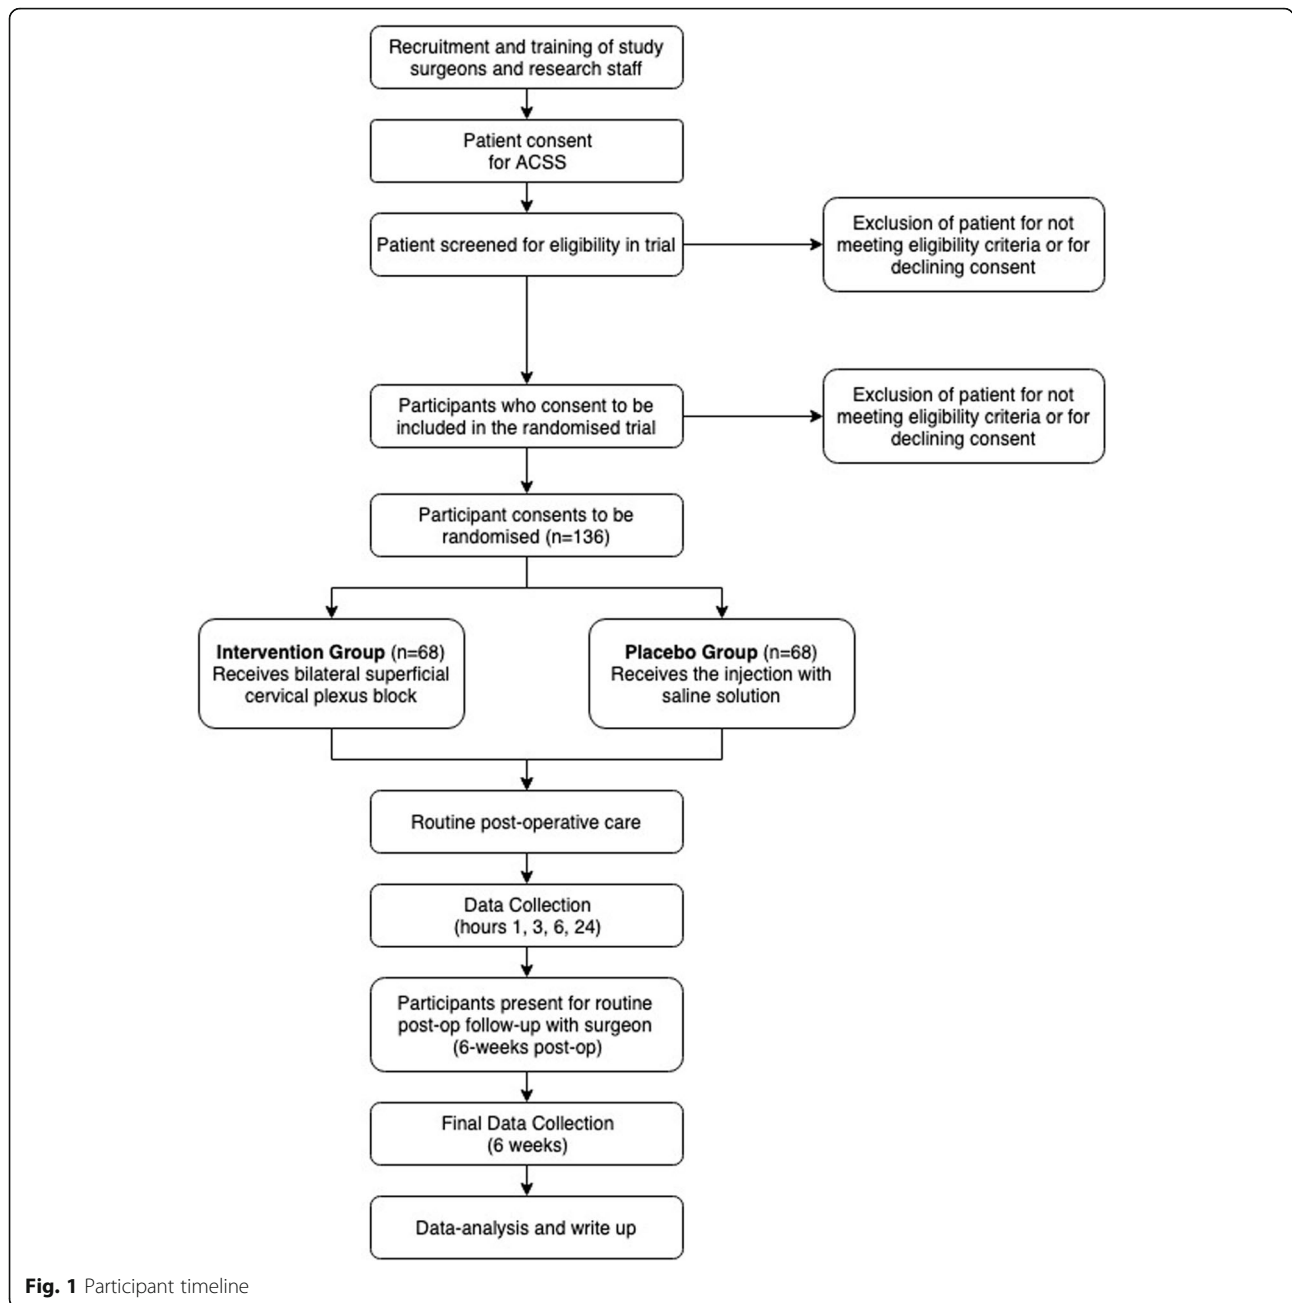 Recruitment and training of study
surgeons and research staff
Patient consent
for ACSS
Patient screened for eligibility in trial
Exclusion of patient for not
meeting eligibility criteria or for
declining consent
Participants who consent to be
included in the randomised trial
Exclusion of patient for not
meeting eligibility criteria or for
declining consent
Participant consents to be
randomised (n=136)
Intervention Group (n=68)
Receives bilateral superficial
cervical plexus block
Placebo Group (n=68)
Receives the injection with
saline solution
Routine post-operative care
Data Collection
(hours 1, 3, 6, 24)
Participants present for routine
post-op follow-up with surgeon
(6-weeks post-op)
Final Data Collection
(6 weeks)
Data-analysis and write up
Fig. 1 Participant timeline